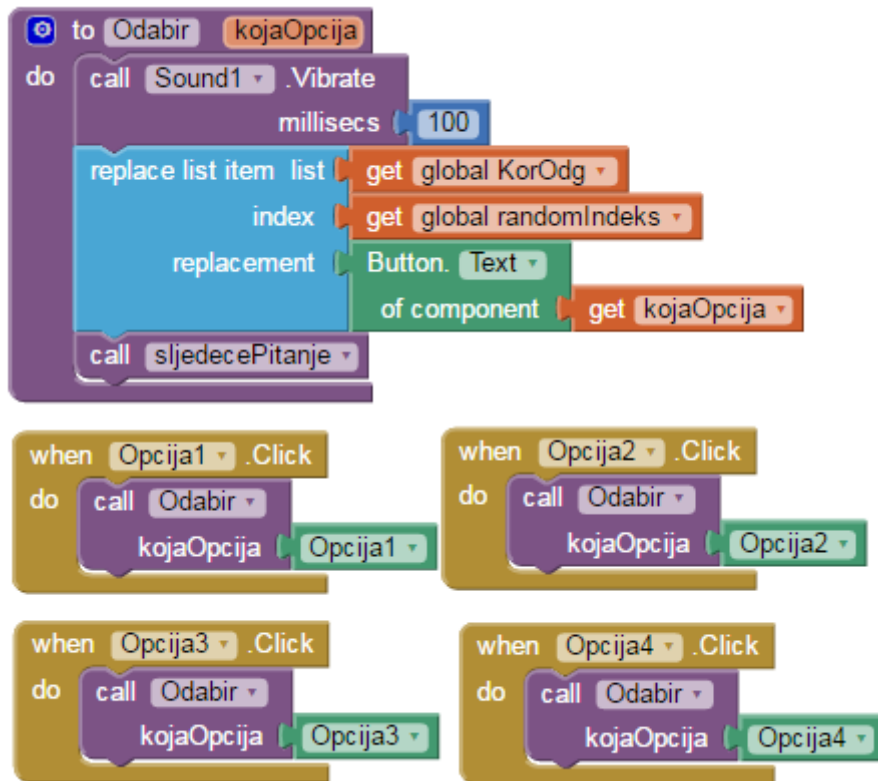 to Odabir kojaOpcija
do call Sound1 .Vibrate
millisecs 100
replace list item list get global KorOdg
index get global randomIndeks
replacement Button. Text
of component get kojaOpcija
call sljedecePitanje
when Opcija1 .Click
do call Odabir
kojaOpcija Opcija1
when Opcija2 .Click
do call Odabir
kojaOpcija Opcija2
when Opcija3 .Click
do call Odabir
kojaOpcija Opcija3
when Opcija4 .Click
do call Odabir
kojaOpcija Opcija4